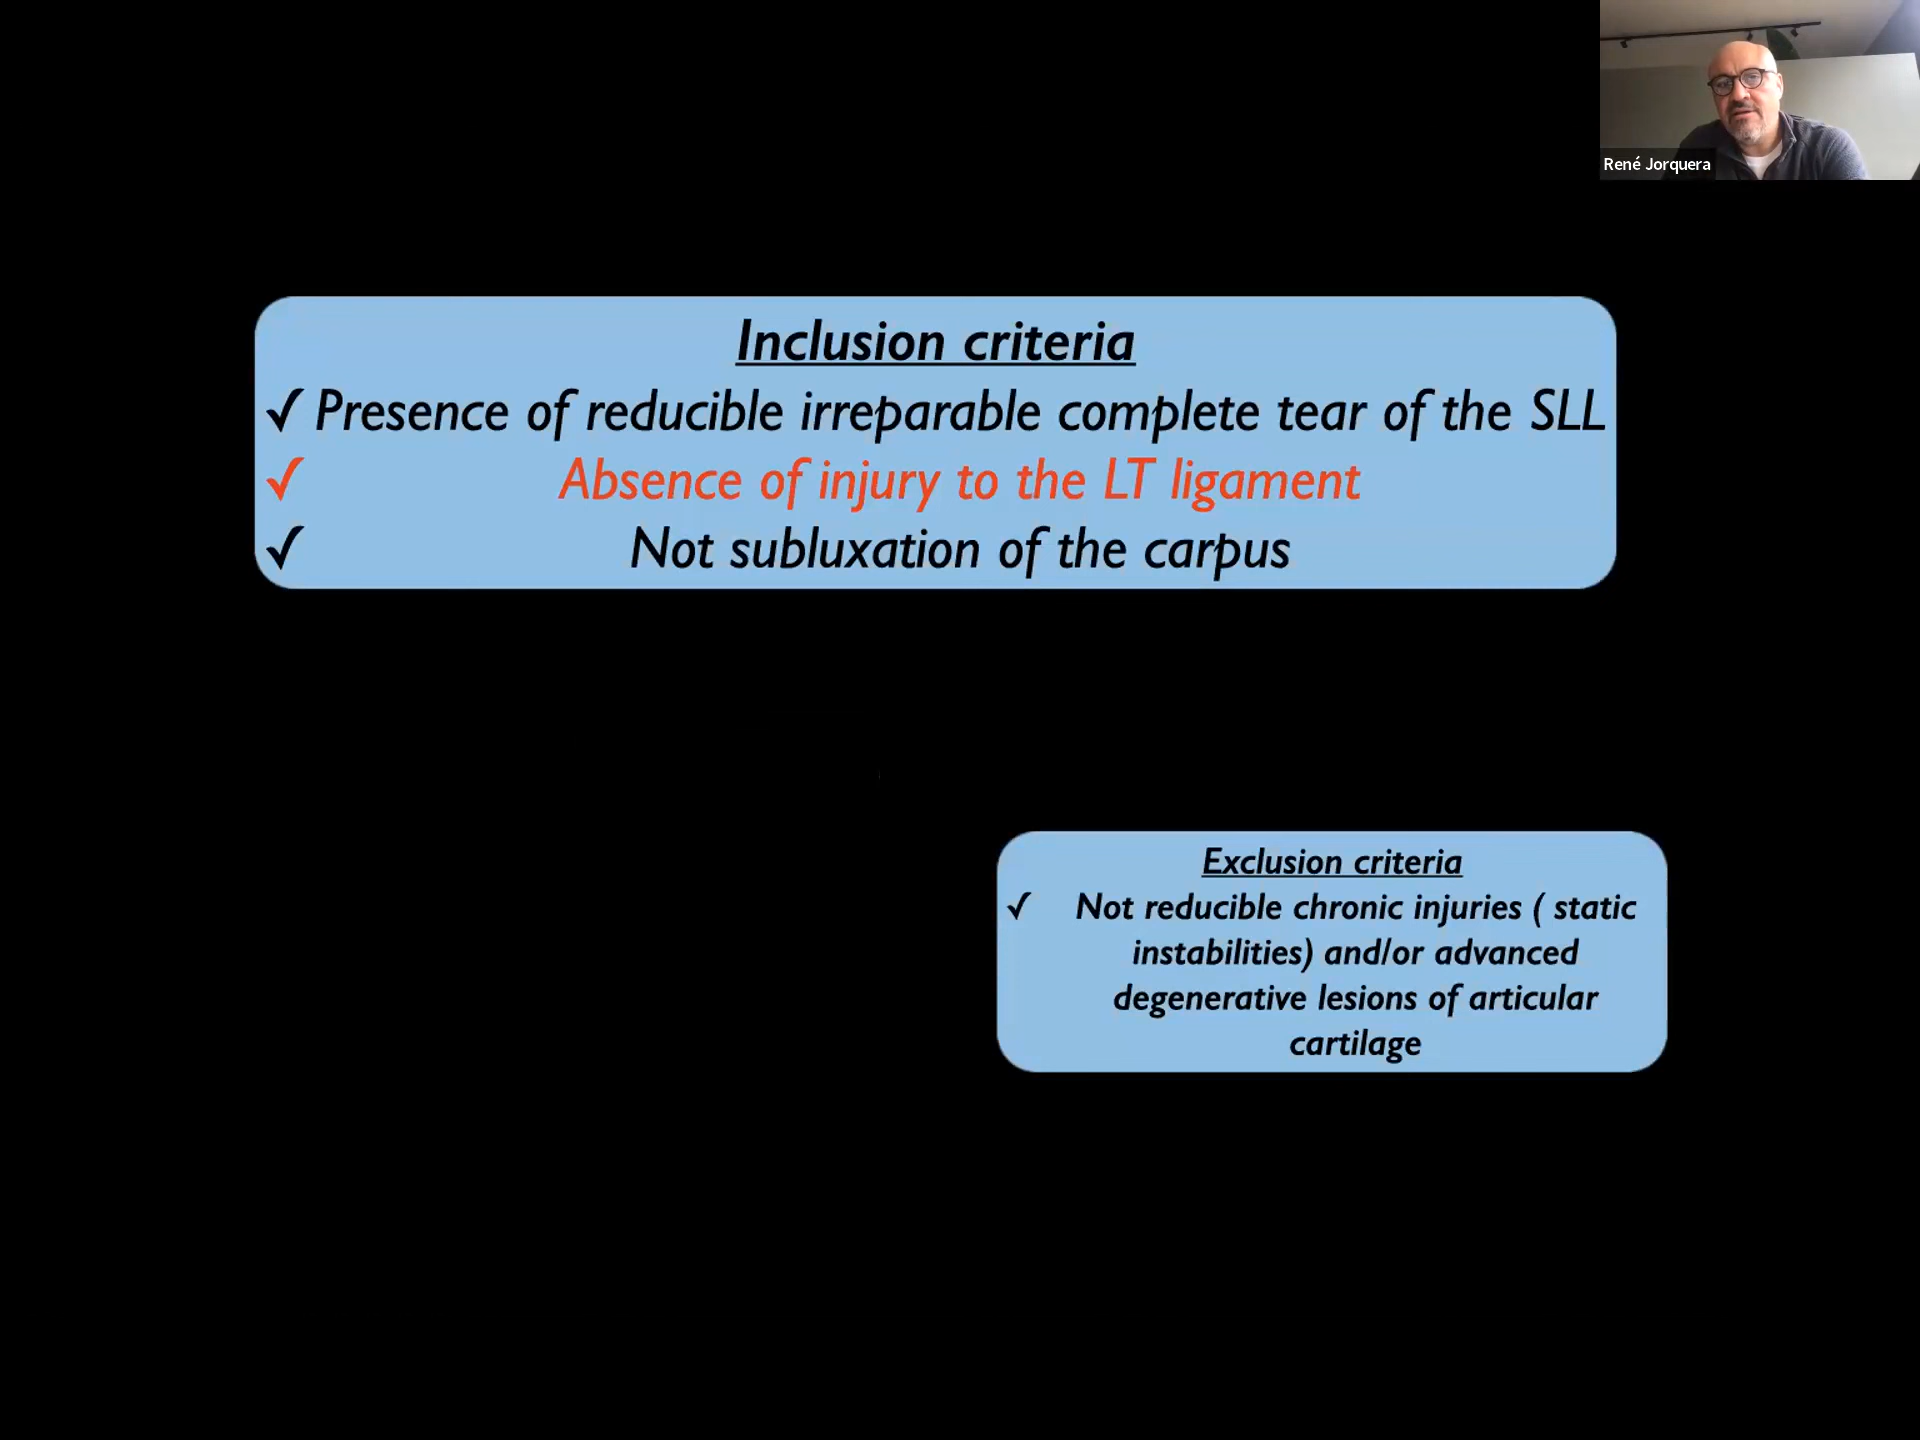 René Jorquera
Inclusion criteria
✓ Presence of reducible irreparable complete tear of the SLL
✓ Absence of injury to the LT ligament
✓ Not subluxation of the carpus
Exclusion criteria
✓ Not reducible chronic injuries ( static
instabilities) and/or advanced
degenerative lesions of articular
cartilage